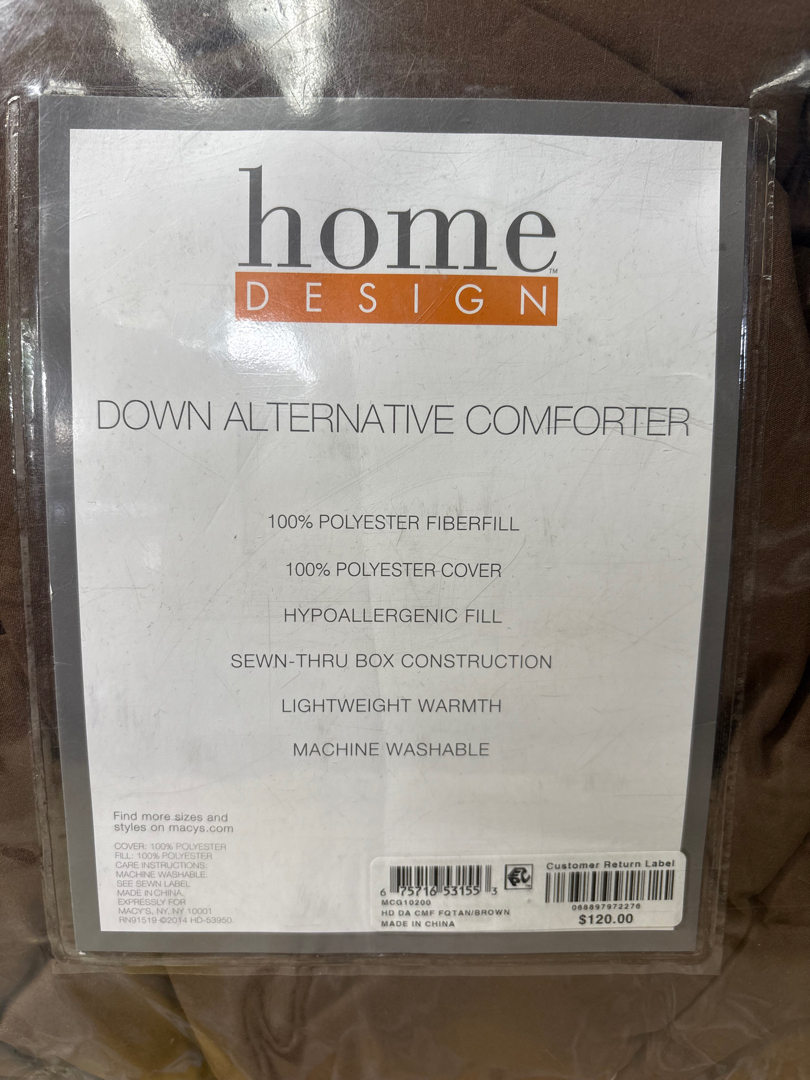 home™
DESIGN
DOWN ALTERNATIVE COMFORTER
100% POLYESTER FIBERFILL
100% POLYESTER COVER
HYPOALLERGENIC FILL
SEWN-THRU BOX CONSTRUCTION
LIGHTWEIGHT WARMTH
MACHINE WASHABLE
Find more sizes and
styles on macys.com
COVER: 100% POLYESTER
FILL: 100% POLYESTER
CARE INSTRUCTIONS:
MACHINE WASHABLE.
SEE SEWN LABEL
MADE IN CHINA
EXPRESSLY FOR
MACY'S, NY, NY 10001
RN91519 ©2014 HD-53950.
6 75716 53155 3
MCG10200
HD DA CMF FQTAN/BROWN
MADE IN CHINA
Customer Return Label
068897972276
$120.00